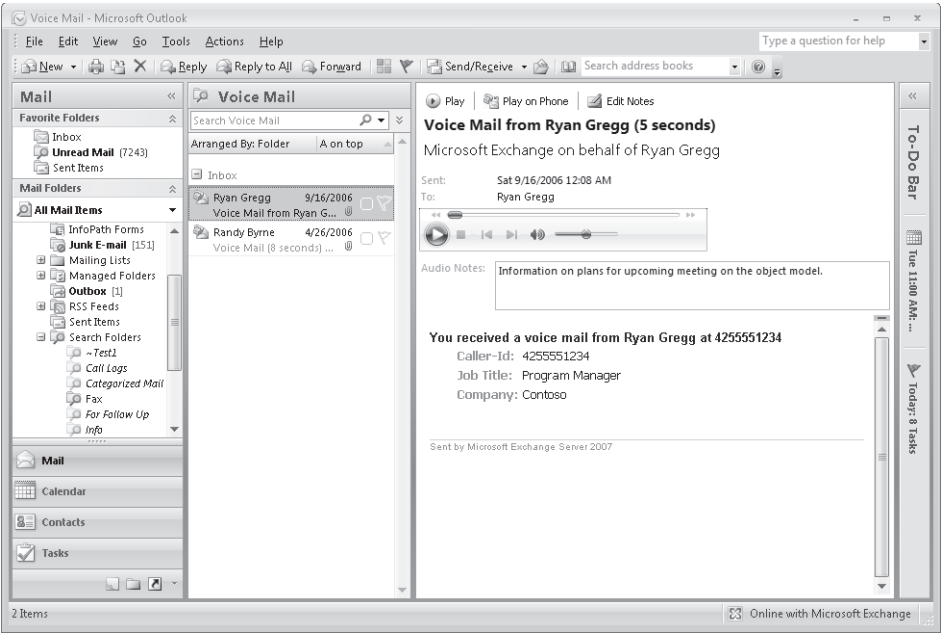 Voice Mail - Microsoft Outlook
File Edit View Go Tools Actions Help
Type a question for help
New Reply Reply to All Forward Send/Receive Search address books
Mail
Favorite Folders
Inbox
Unread Mail (7243)
Sent Items
Mail Folders
All Mail Items
InfoPath Forms
Junk E-mail [151]
Mailing Lists
Managed Folders
Outbox [1]
RSS Feeds
Sent Items
Search Folders
~Test1
Call Logs
Categorized Mail
Fax
For Follow Up
Info
Mail
Calendar
Contacts
Tasks
Voice Mail
Search Voice Mail
Arranged By: Folder A on top
Inbox
Ryan Gregg 9/16/2006
Voice Mail from Ryan G...
Randy Byrne 4/26/2006
Voice Mail (8 seconds) ...
Play Play on Phone Edit Notes
Voice Mail from Ryan Gregg (5 seconds)
Microsoft Exchange on behalf of Ryan Gregg
Sent: Sat 9/16/2006 12:08 AM
To: Ryan Gregg
Audio Notes: Information on plans for upcoming meeting on the object model.
You received a voice mail from Ryan Gregg at 4255551234
Caller-Id: 4255551234
Job Title: Program Manager
Company: Contoso
Sent by Microsoft Exchange Server 2007
To-Do Bar
Tue 11:00 AM: ...
Today: 8 Tasks
2 Items
Online with Microsoft Exchange